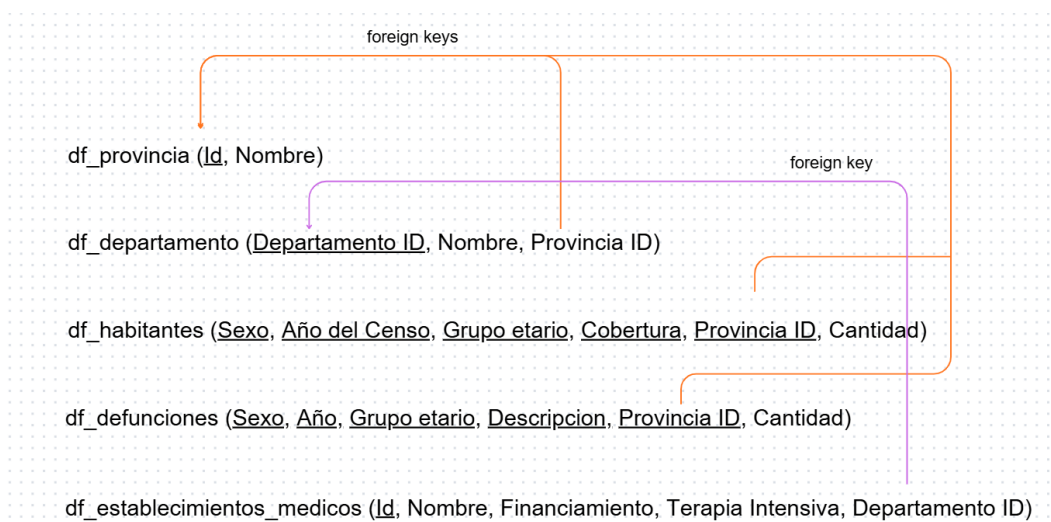 foreign keys
df_provincia (Id, Nombre)
foreign key
df_departamento (Departamento ID, Nombre, Provincia ID)
df_habitantes (Sexo, Año del Censo, Grupo etario, Cobertura, Provincia ID, Cantidad)
df_defunciones (Sexo, Año, Grupo etario, Descripcion, Provincia ID, Cantidad)
df_establecimientos_medicos (Id, Nombre, Financiamiento, Terapia Intensiva, Departamento ID)